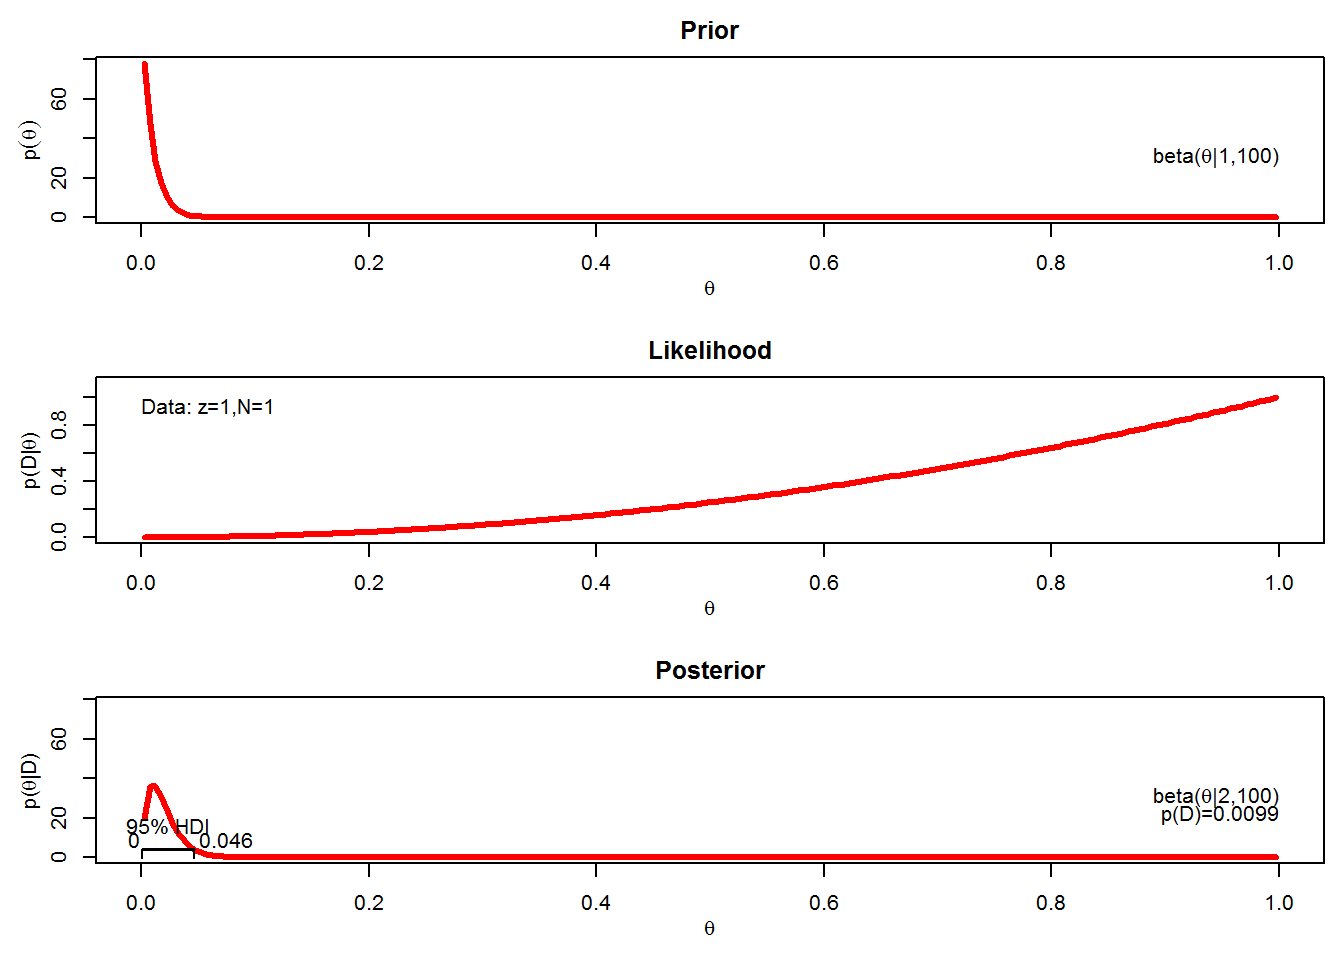 Prior
p(θ)
0 20 60
beta(θ|1,100)
0.0 0.2 0.4 0.6 0.8 1.0
θ
Likelihood
p(D|θ)
0.0 0.4 0.8
Data: z=1,N=1
0.0 0.2 0.4 0.6 0.8 1.0
θ
Posterior
p(θ|D)
0 20 60
beta(θ|2,100)
p(D)=0.0099
95% HDI
0 0.046
0.0 0.2 0.4 0.6 0.8 1.0
θ